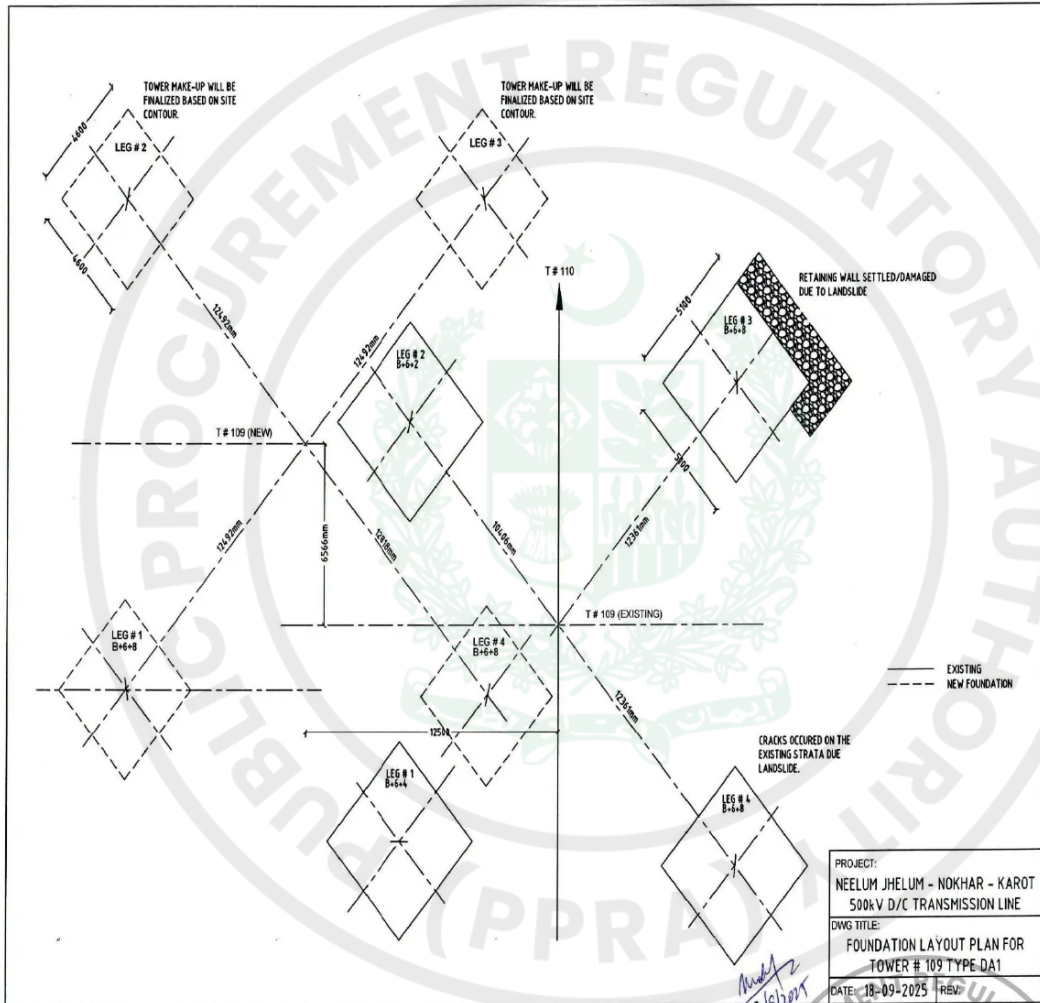 TOWER MAKE-UP WILL BE
FINALIZED BASED ON SITE
CONTOUR.
TOWER MAKE-UP WILL BE
FINALIZED BASED ON SITE
CONTOUR.
4600
LEG # 2
LEG # 3
4600
T # 110
RETAINING WALL SETTLED/DAMAGED
DUE TO LANDSLIDE
5100
LEG # 3
B+6+8
12492mm
12492mm
LEG # 2
B+6+2
T # 109 (NEW)
5100
12492mm
6566mm
10406mm
12361mm
T # 109 (EXISTING)
LEG # 1
B+6+8
LEG # 4
B+6+8
EXISTING
NEW FOUNDATION
12361mm
12500
CRACKS OCCURED ON THE
EXISTING STRATA DUE
LANDSLIDE.
LEG # 1
B+6+4
LEG # 4
B+6+8
PROJECT:
NEELUM JHELUM - NOKHAR - KAROT
500kV D/C TRANSMISSION LINE
DWG TITLE:
FOUNDATION LAYOUT PLAN FOR
TOWER # 109 TYPE DA1
DATE: 18-09-2025 REV:
PUBLIC PROCUREMENT REGULATORY AUTHORITY
(PPRA)